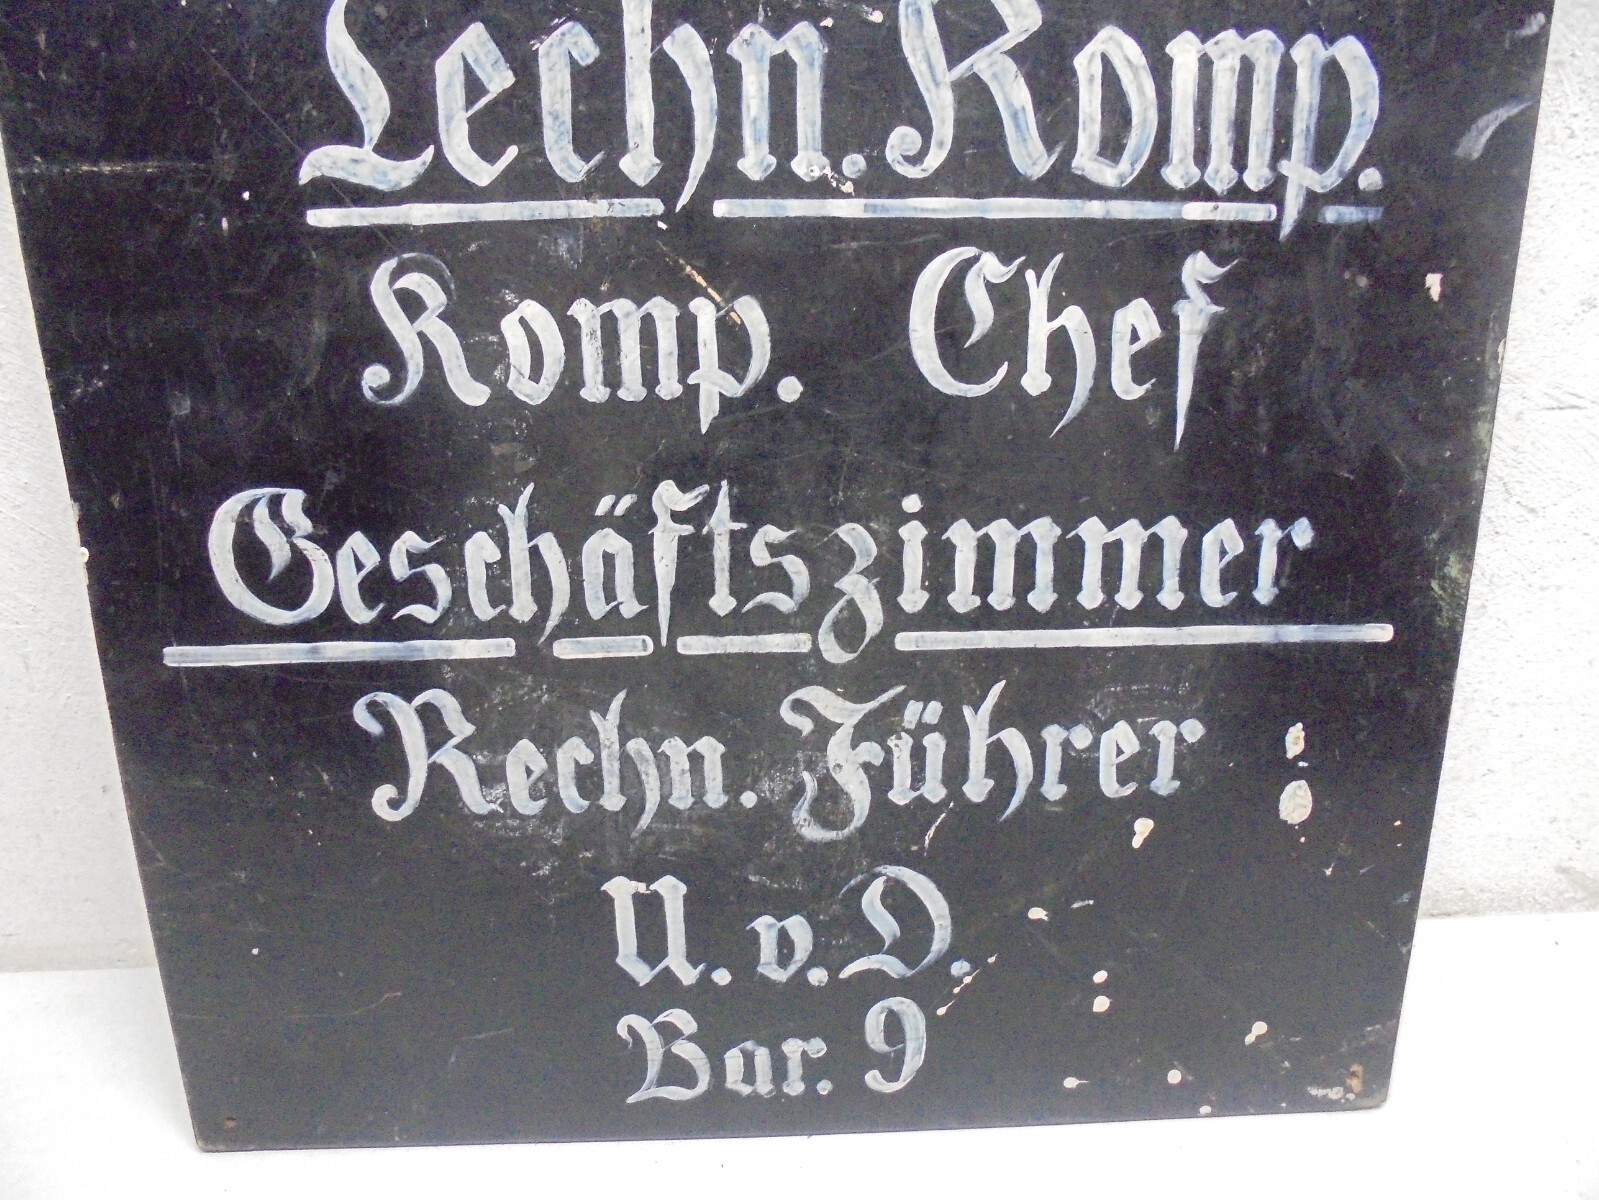 Techn. Komp.
Komp. Chef
Geschäftszimmer
Rechn. Führer
U. v. D.
Bar. 9